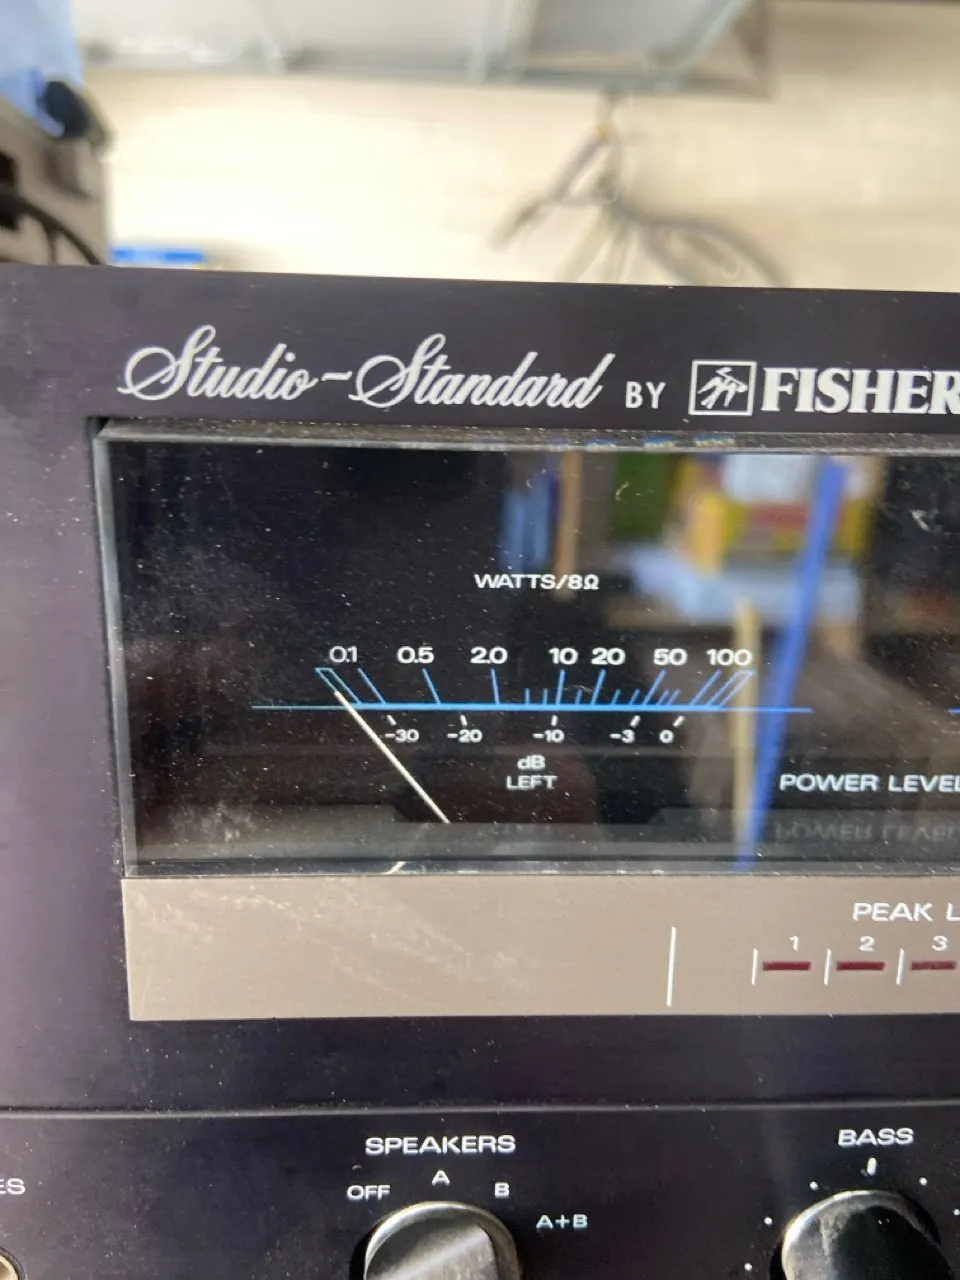 Studio-Standard BY FISHER
WATTS/8Ω
0.1 0.5 2.0 10 20 50 100
-30 -20 -10 -3 0
dB
LEFT
POWER LEVEL
PEAK L
1 2 3
SPEAKERS
BASS
OFF A B
A+B
ES